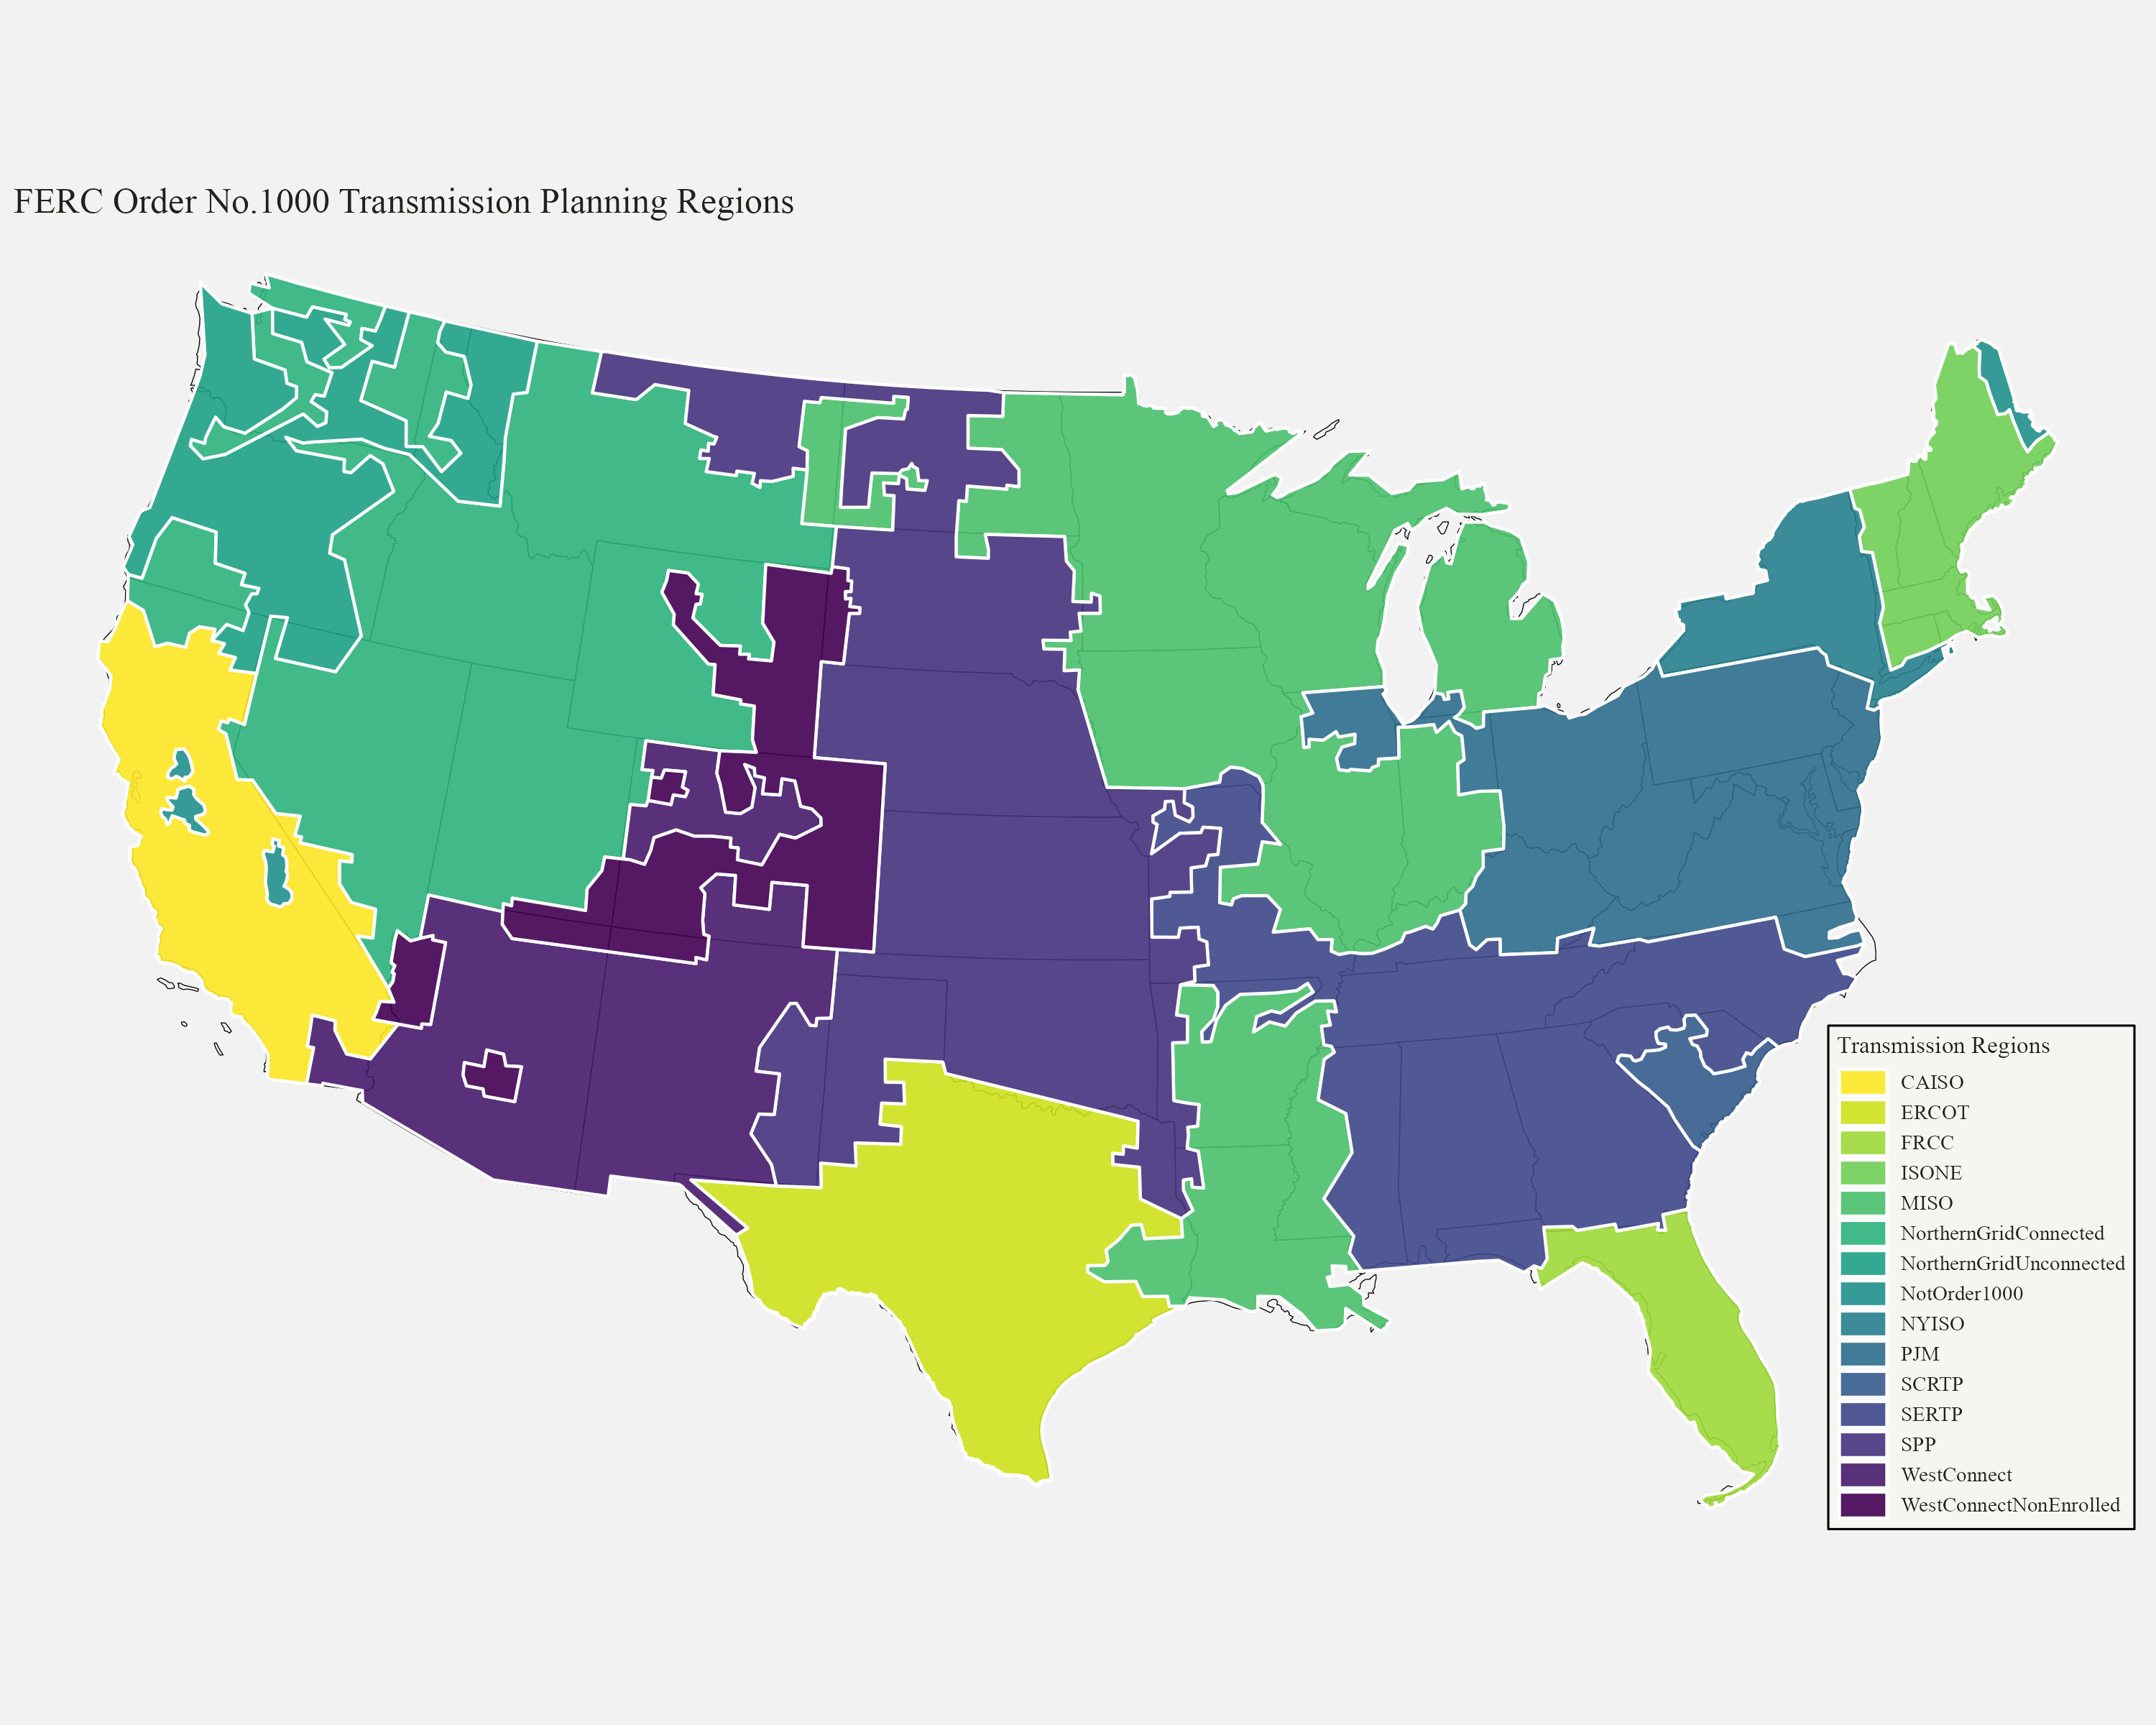 FERC Order No.1000 Transmission Planning Regions
Transmission Regions
CAISO
ERCOT
FRCC
ISONE
MISO
NorthernGridConnected
NorthernGridUnconnected
NotOrder1000
NYISO
PJM
SCRTP
SERTP
SPP
WestConnect
WestConnectNonEnrolled